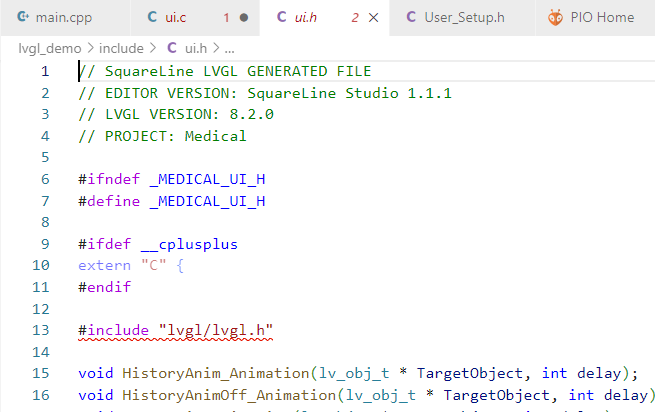 main.cpp ui.c 1 ui.h 2 User_Setup.h PIO Home
lvgl_demo > include > C ui.h > ...
1 // SquareLine LVGL GENERATED FILE
2 // EDITOR VERSION: SquareLine Studio 1.1.1
3 // LVGL VERSION: 8.2.0
4 // PROJECT: Medical
5
6 #ifndef _MEDICAL_UI_H
7 #define _MEDICAL_UI_H
8
9 #ifdef __cplusplus
10 extern "C" {
11 #endif
12
13 #include "lvgl/lvgl.h"
14
15 void HistoryAnim_Animation(lv_obj_t * TargetObject, int delay);
16 void HistoryAnimOff_Animation(lv_obj_t * TargetObject, int delay)